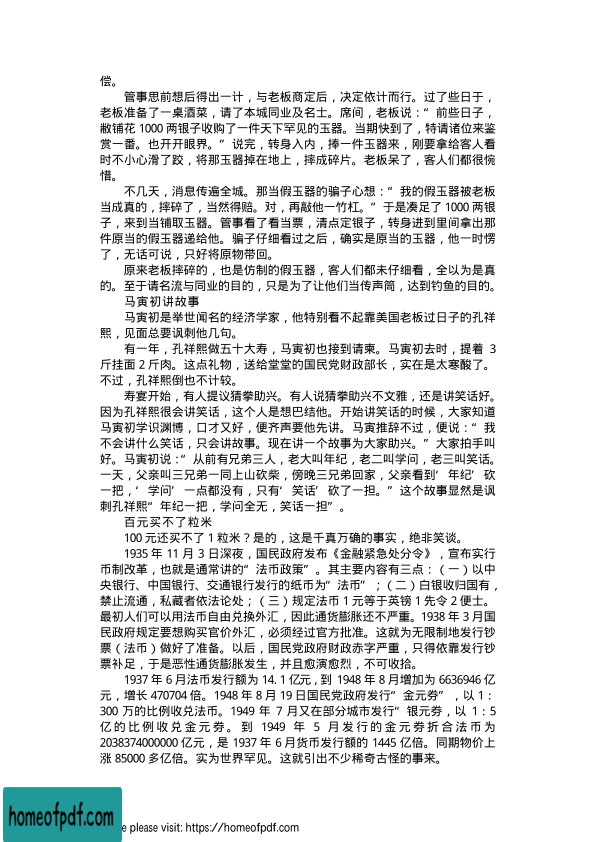 偿。
管事思前想后得出一计，与老板商定后，决定依计而行。过了些日子，
老板准备了一桌酒菜，请了本城同业及名士。席间，老板说：“前些日子，
敝铺花 1000 两银子收购了一件天下罕见的玉器。当期快到了，特请诸位来鉴
赏一番。也开开眼界。”说完，转身入内，捧一件玉器来，刚要拿给客人看
时不小心滑了跤，将那玉器掉在地上，摔成碎片。老板呆了，客人们都很惋
惜。
不几天，消息传遍全城。那当假玉器的骗子心想：“我的假玉器被老板
当成真的，摔碎了，当然得赔。对，再敲他一竹杠。”于是凑足了 1000 两银
子，来到当铺取玉器。管事看了看当票，清点定银子，转身进到里间拿出那
件原当的假玉器递给他。骗子仔细看过之后，确实是原当的玉器，他一时愣
了，无话可说，只好将原物带回。
原来老板摔碎的，也是仿制的假玉器，客人们都未仔细看，全以为是真
的。至于请名流与同业的目的，只是为了让他们当传声筒，达到钓鱼的目的。
马寅初讲故事
马寅初是举世闻名的经济学家，他特别看不起靠美国老板过日子的孔祥
熙，见面总要讽刺他几句。
有一年，孔祥熙做五十大寿，马寅初也接到请柬。马寅初去时，提着 3
斤挂面 2 斤肉。这点礼物，送给堂堂的国民党财政部长，实在是太寒酸了。
不过，孔祥熙倒也不计较。
寿宴开始，有人提议猜拳助兴。有人说猜拳助兴不文雅，还是讲笑话好。
因为孔祥熙很会讲笑话，这个人是想巴结他。开始讲笑话的时候，大家知道
马寅初学识渊博，口才又好，便齐声要他先讲。马寅推辞不过，便说：“我
不会讲什么笑话，只会讲故事。现在讲一个故事为大家助兴。”大家拍手叫
好。马寅初说：“从前有兄弟三人，老大叫年纪，老二叫学问，老三叫笑话。
一天，父亲叫三兄弟一同上山砍柴，傍晚三兄弟回家，父亲看到‘年纪’砍
一把，‘学问’一点都没有，只有‘笑话’砍了一担。”这个故事显然是讽
刺孔祥熙“年纪一把，学问全无，笑话一担”。
百元买不了粒米
100 元还买不了 1 粒米？是的，这是千真万确的事实，绝非笑谈。
1935 年 11 月 3 日深夜，国民政府发布《金融紧急处分令》，宣布实行
币制改革，也就是通常讲的“法币政策”。其主要内容有三点：（一）以中
央银行、中国银行、交通银行发行的纸币为“法币”；（二）白银收归国有，
禁止流通，私藏者依法论处；（三）规定法币 1 元等于英镑 1 先令 2 便士。
最初人们可以用法币自由兑换外汇，因此通货膨胀还不严重。1938 年 3 月国
民政府规定要想购买官价外汇，必须经过官方批准。这就为无限制地发行钞
票（法币）做好了准备。以后，国民党政府财政赤字严重，只得依靠发行钞
票补足，于是恶性通货膨胀发生，并且愈演愈烈，不可收拾。
1937 年 6 月法币发行额为 14.1 亿元，到 1948 年 8 月增加为 6636946 亿
元，增长 470704 倍。1948 年 8 月 19 日国民党政府发行“金元券”，以 1：
300 万的比例收兑法币。1949 年 7 月又在部分城市发行“银元券，以 1：5
亿的比例收兑金元券。到 1949 年 5 月发行的金元券折合法币为
2038374000000 亿元，是 1937 年 6 月货币发行额的 1445 亿倍。同期物价上
涨 85000 多亿倍。实为世界罕见。这就引出不少稀奇古怪的事来。
homeofpdf.com
e please visit: https://homeofpdf.com